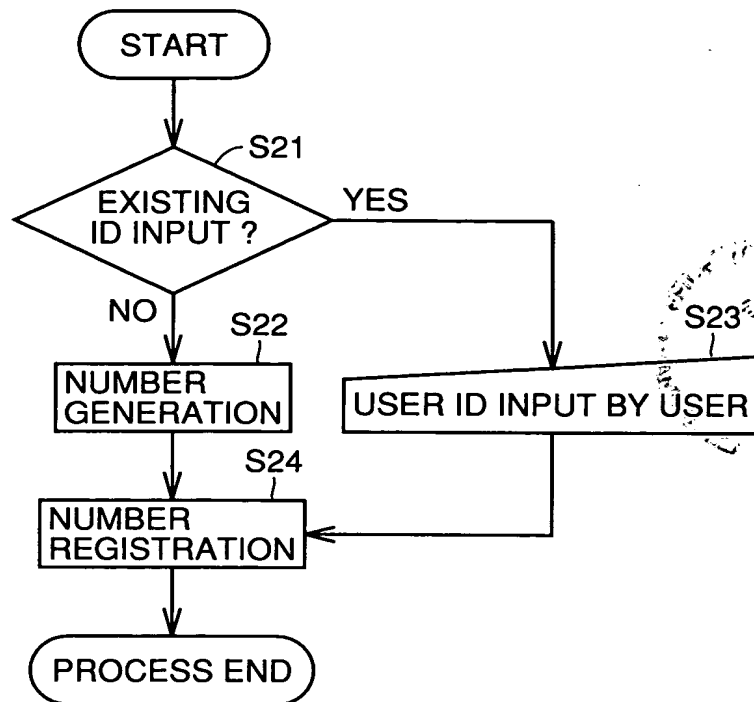 START
S21
EXISTING
ID INPUT ?
YES
NO
S22
NUMBER
GENERATION
S23
USER ID INPUT BY USER
S24
NUMBER
REGISTRATION
PROCESS END